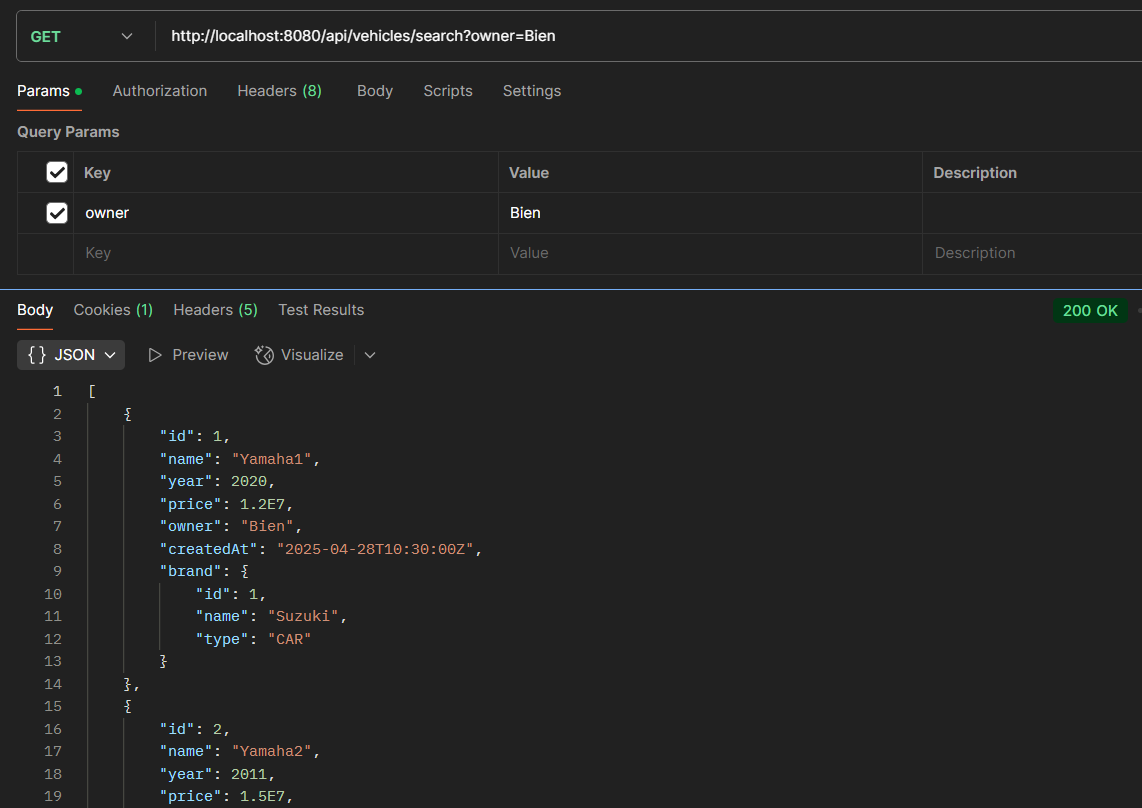 GET http://localhost:8080/api/vehicles/search?owner=Bien
Params Authorization Headers (8) Body Scripts Settings
Query Params
Key Value Description
owner Bien
Key Value Description
Body Cookies (1) Headers (5) Test Results 200 OK
{} JSON Preview Visualize
1 [
2 {
3 "id": 1,
4 "name": "Yamaha1",
5 "year": 2020,
6 "price": 1.2E7,
7 "owner": "Bien",
8 "createdAt": "2025-04-28T10:30:00Z",
9 "brand": {
10 "id": 1,
11 "name": "Suzuki",
12 "type": "CAR"
13 }
14 },
15 {
16 "id": 2,
17 "name": "Yamaha2",
18 "year": 2011,
19 "price": 1.5E7,